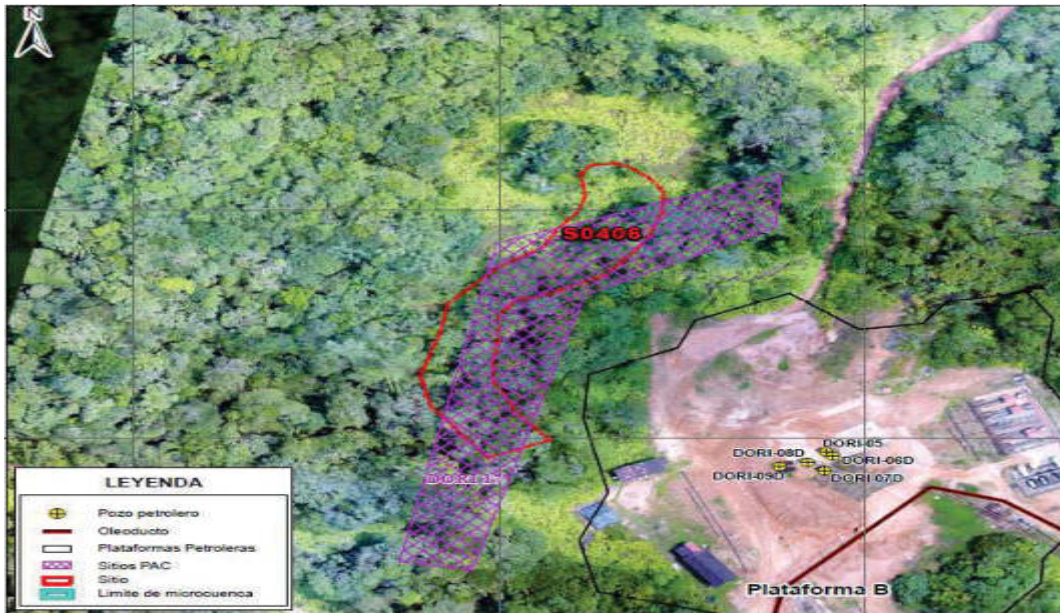 N
S0406
DORI-05
DORI-08D
DORI-06D
DORI-09D
DORI-07D
Plataforma B
LEYENDA
Pozo petrolero
Oleoducto
Plataformas Petroleras
Sitios PAC
Sitio
Limite de microcuenca